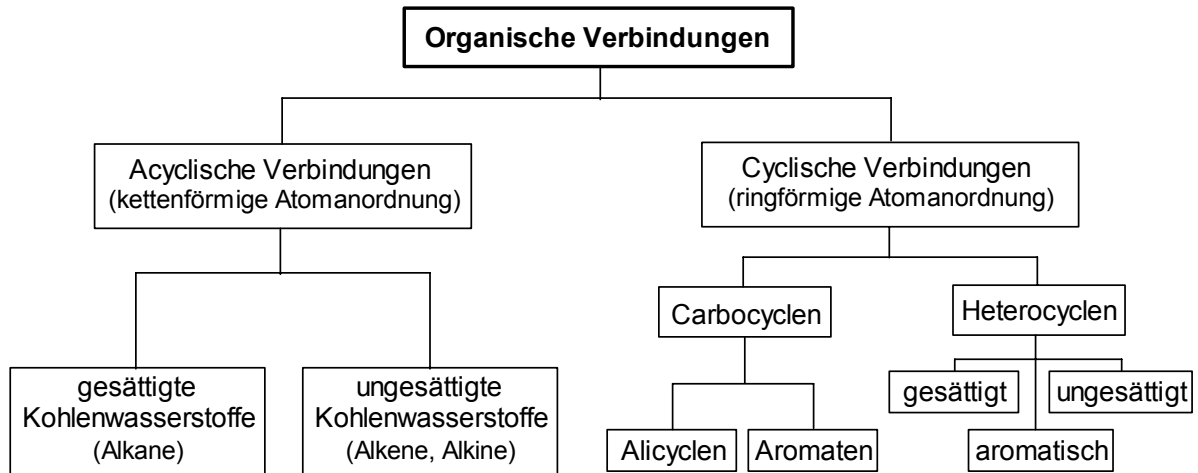 Organische Verbindungen
Acyclische Verbindungen
(kettenförmige Atomanordnung)
Cyclische Verbindungen
(ringförmige Atomanordnung)
Carbocyclen
Heterocyclen
gesättigte
Kohlenwasserstoffe
(Alkane)
ungesättigte
Kohlenwasserstoffe
(Alkene, Alkine)
Alicyclen
Aromaten
gesättigt
ungesättigt
aromatisch